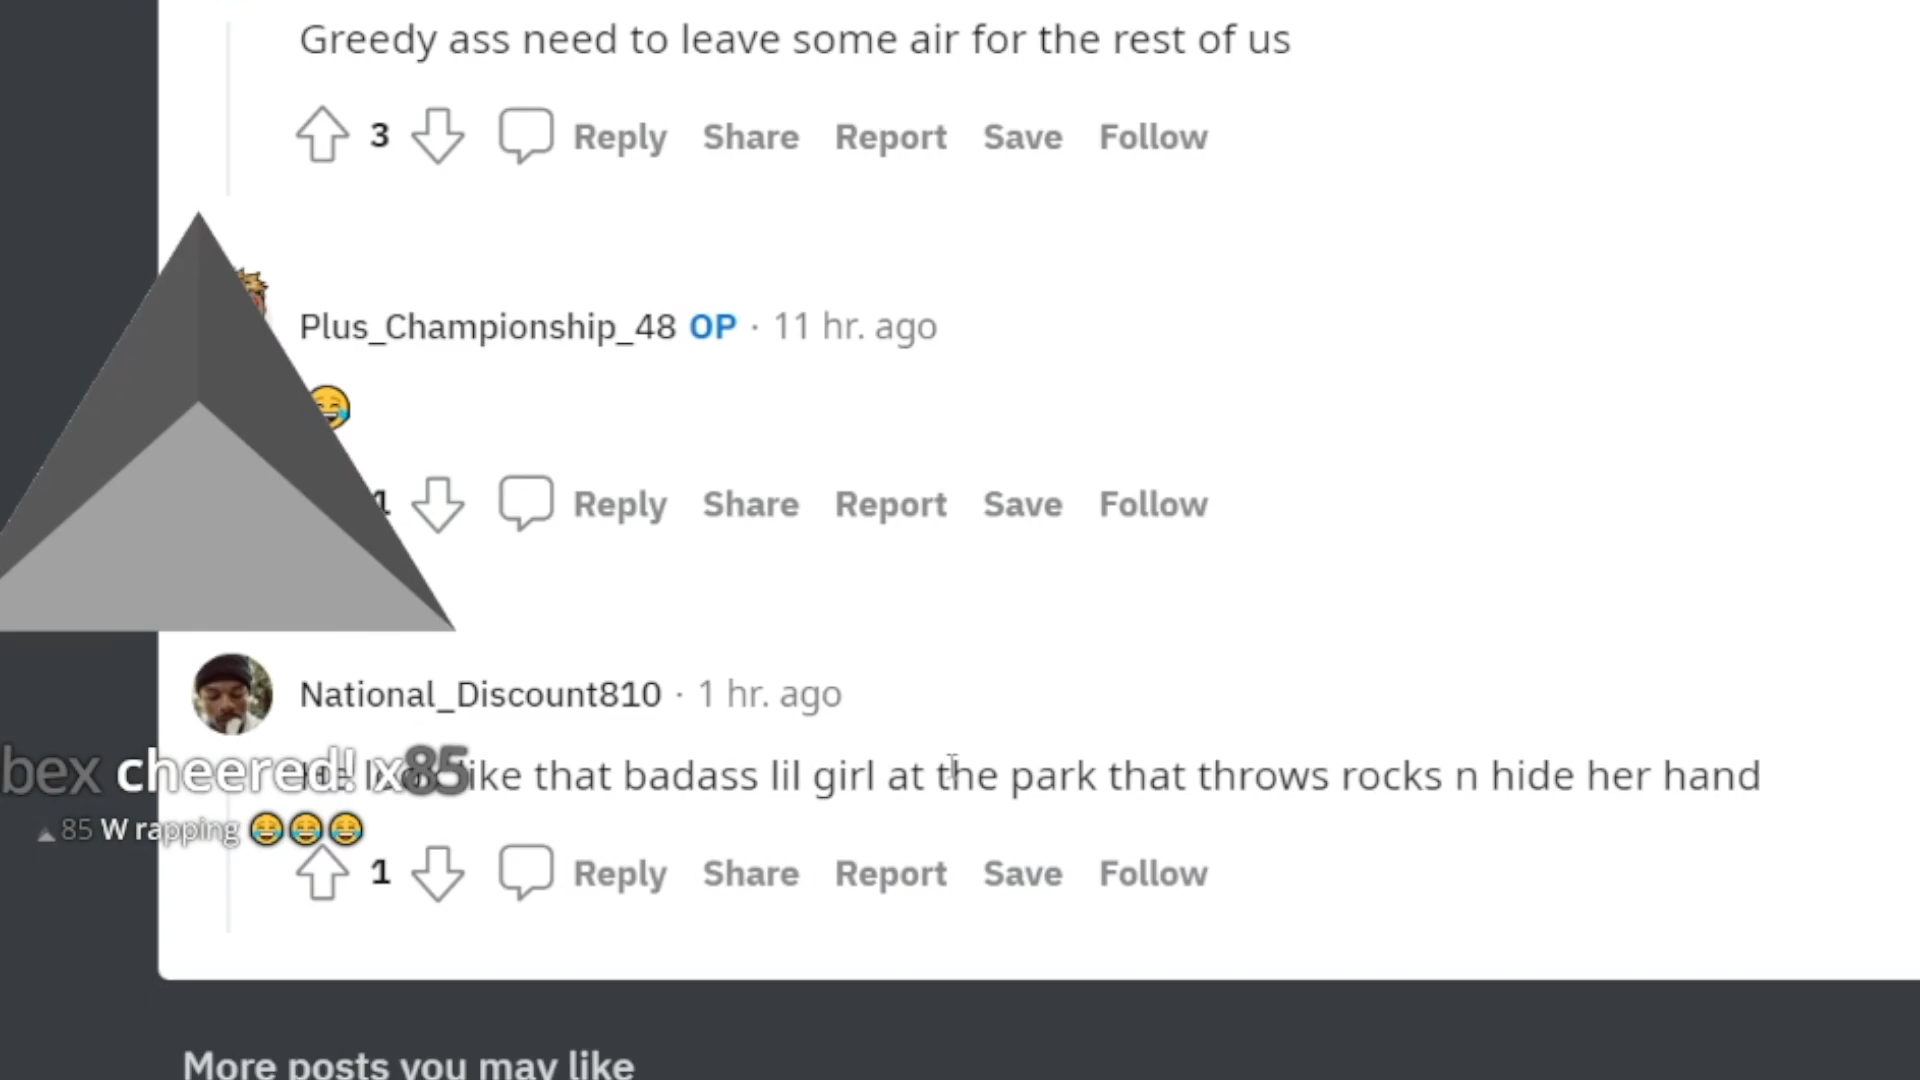 Greedy ass need to leave some air for the rest of us
3 Reply Share Report Save Follow
Plus_Championship_48 OP · 11 hr. ago
😂
1 Reply Share Report Save Follow
National_Discount810 · 1 hr. ago
like that badass lil girl at the park that throws rocks n hide her hand
bex cheered! x85
85 W rapping 😂😂😂
1 Reply Share Report Save Follow
More posts you may like